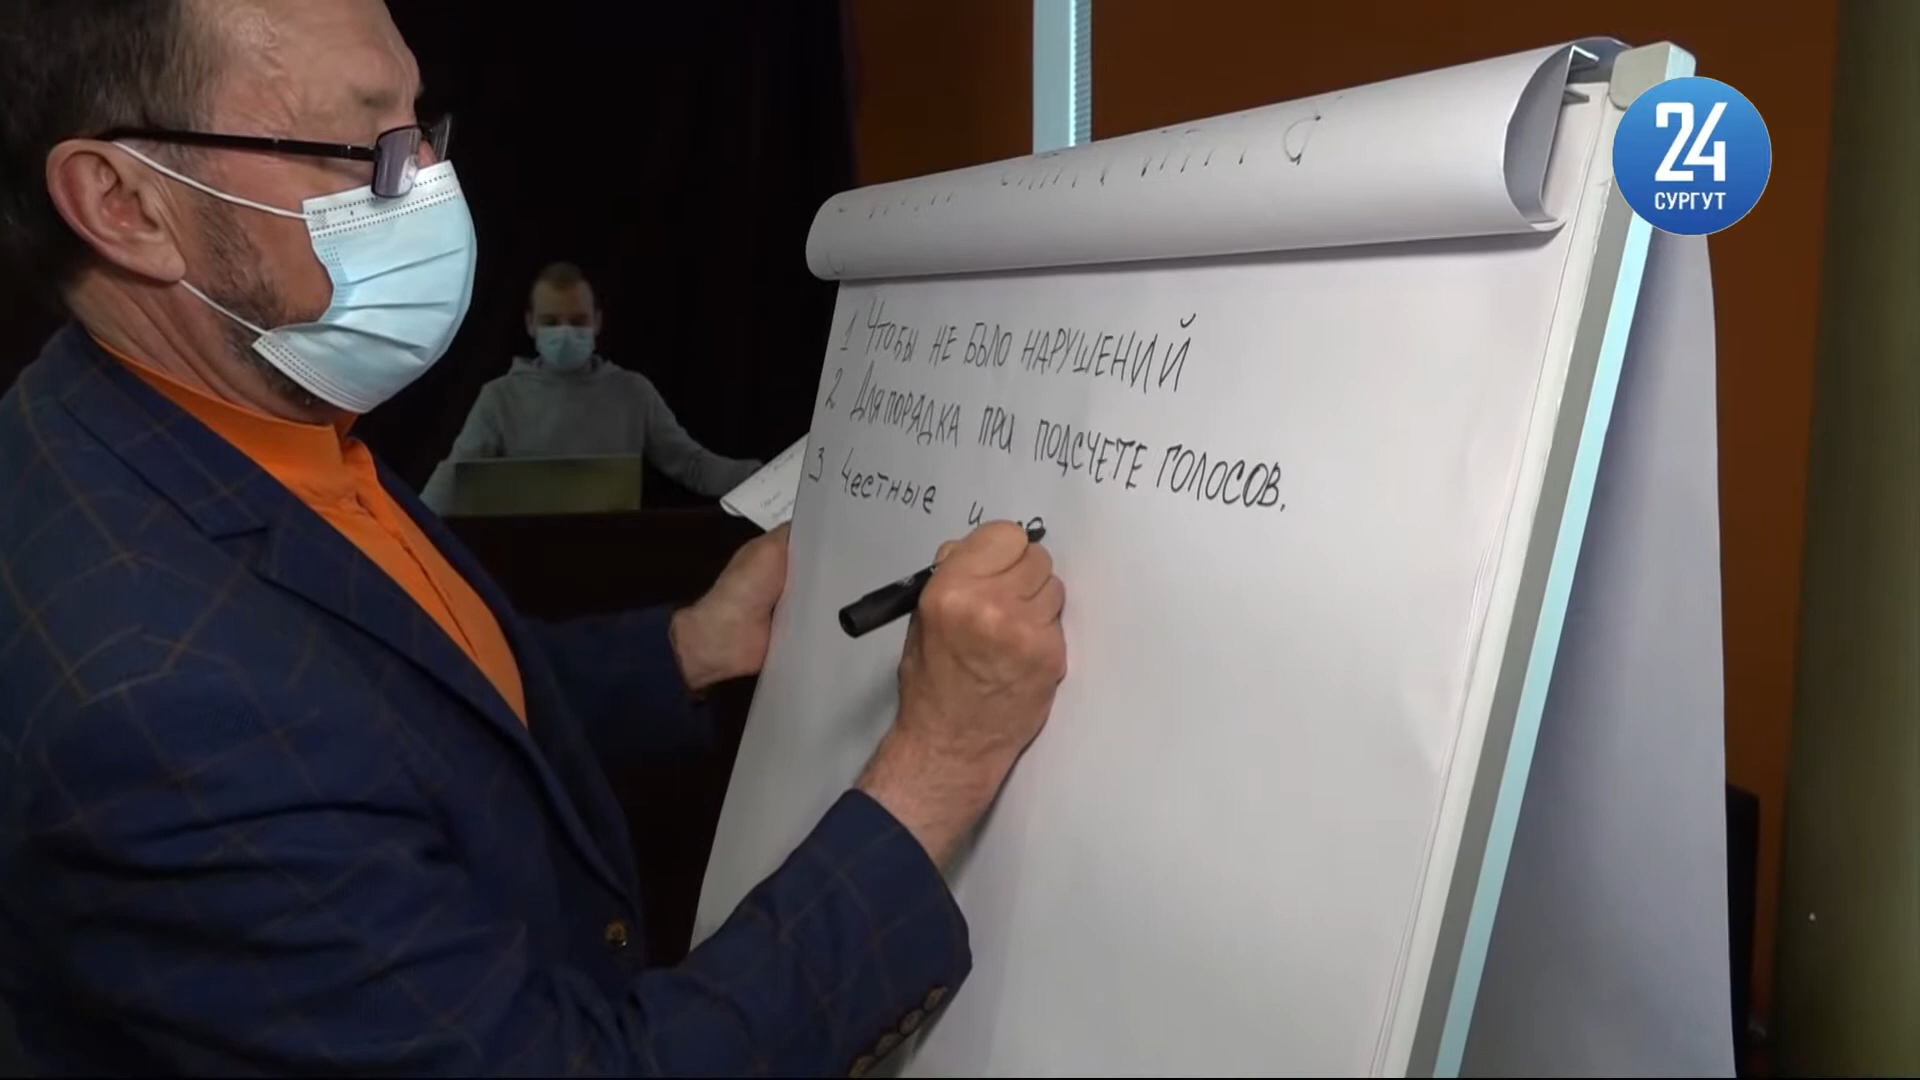 24
СУРГУТ
1 Чтобы не было нарушений
2 Для порядка при подсчете голосов.
3 Честные